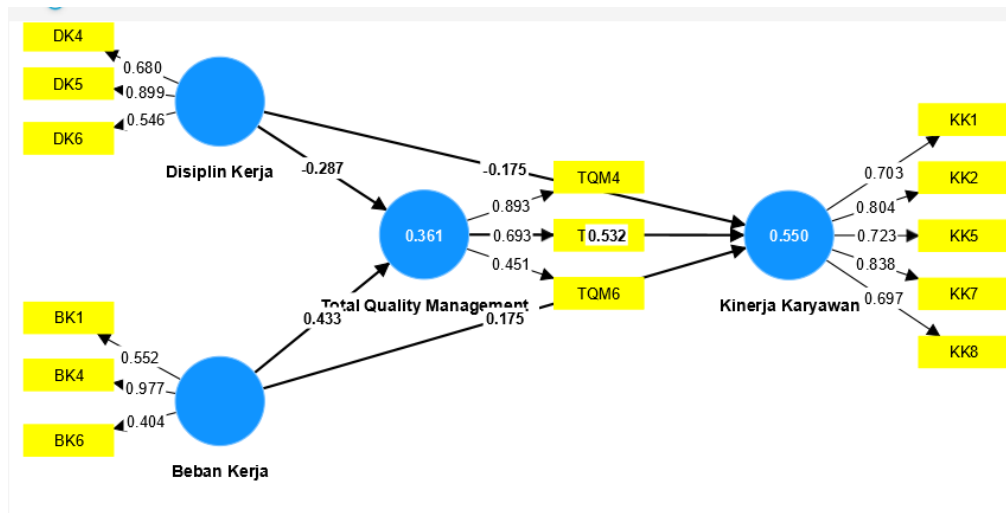 DK4
0.680
DK5
0.899
DK6
0.546
Disiplin Kerja
-0.287
-0.175
TQM4
0.893
0.361
0.693
0.532
0.451
TQM6
Total Quality Management
0.433
0.175
BK1
0.552
BK4
0.977
BK6
0.404
Beban Kerja
0.550
Kinerja Karyawan
KK1
0.703
KK2
0.804
KK5
0.723
KK7
0.838
KK8
0.697